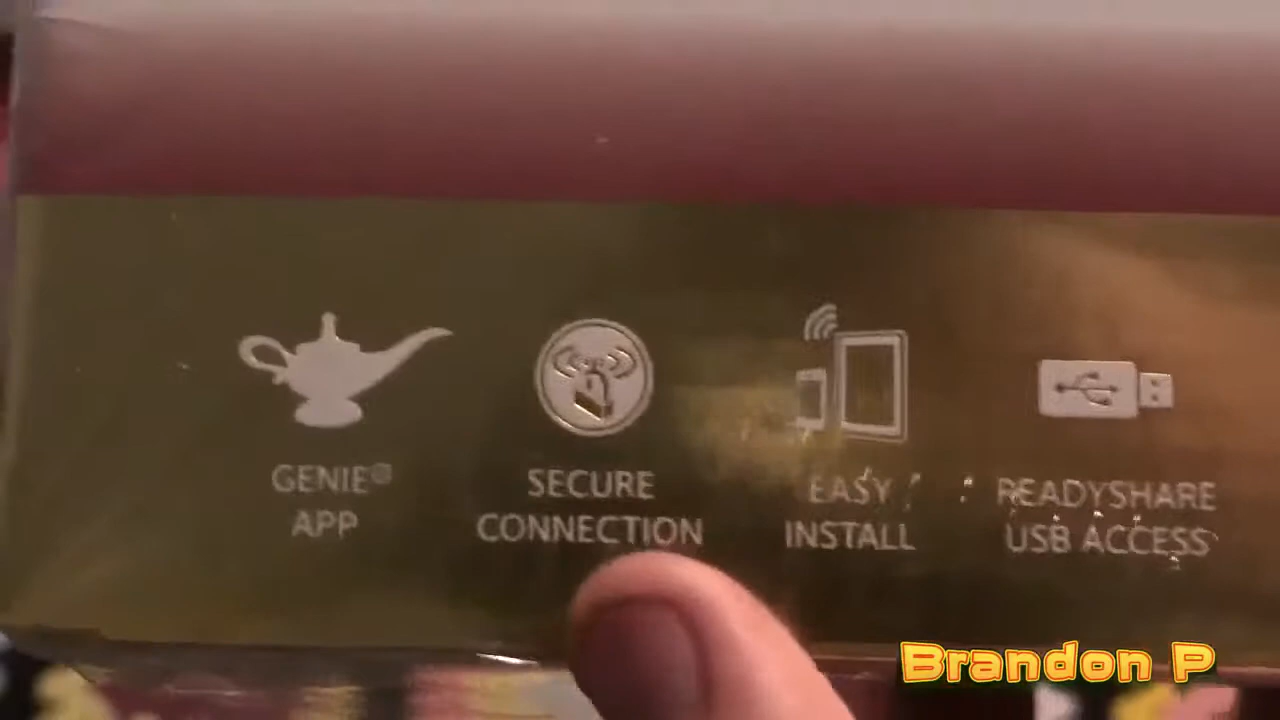 GENIE®
APP
SECURE
CONNECTION
EASY
INSTALL
READYSHARE
USB ACCESS
Brandon P